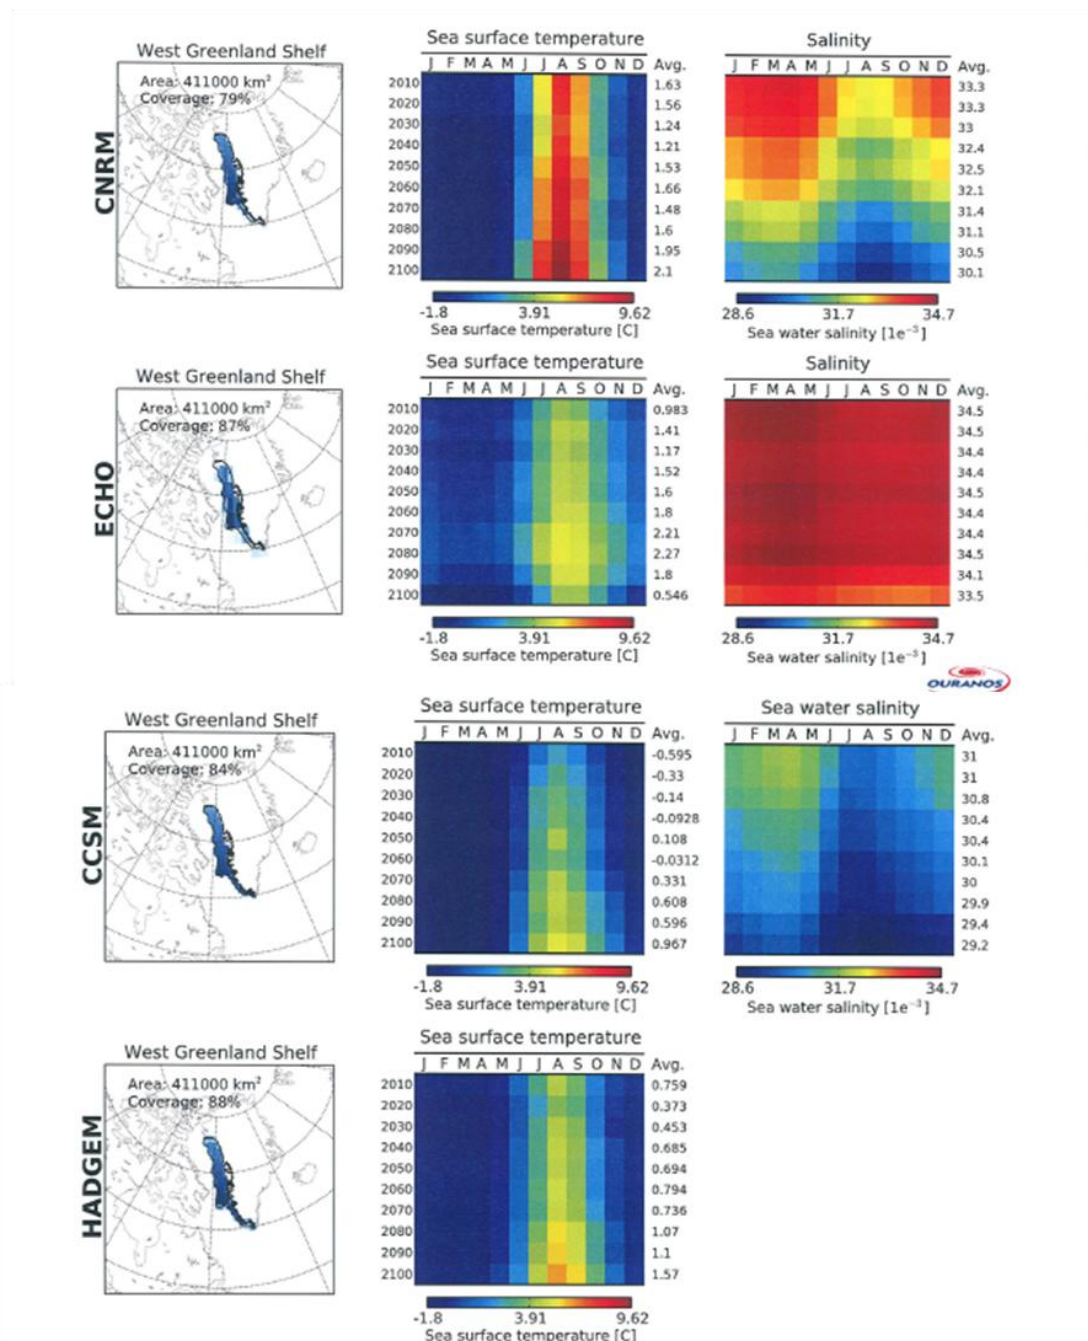 West Greenland Shelf
Area: 411000 km²
Coverage: 79%
CNRM
Sea surface temperature
J F M A M J J A S O N D Avg.
2010 1.63
2020 1.56
2030 1.24
2040 1.21
2050 1.53
2060 1.66
2070 1.48
2080 1.6
2090 1.95
2100 2.1
-1.8 3.91 9.62
Sea surface temperature [C]
Salinity
J F M A M J J A S O N D Avg.
33.3
33.3
33
32.4
32.5
32.1
31.4
31.1
30.5
30.1
28.6 31.7 34.7
Sea water salinity [1e⁻³]
West Greenland Shelf
Area: 411000 km²
Coverage: 87%
ECHO
Sea surface temperature
J F M A M J J A S O N D Avg.
2010 0.983
2020 1.41
2030 1.17
2040 1.52
2050 1.6
2060 1.8
2070 2.21
2080 2.27
2090 1.8
2100 0.546
-1.8 3.91 9.62
Sea surface temperature [C]
Salinity
J F M A M J J A S O N D Avg.
34.5
34.5
34.4
34.4
34.5
34.4
34.4
34.5
34.1
33.5
28.6 31.7 34.7
Sea water salinity [1e⁻³]
OURANOS
West Greenland Shelf
Area: 411000 km²
Coverage: 84%
CCSM
Sea surface temperature
J F M A M J J A S O N D Avg.
2010 -0.595
2020 -0.33
2030 -0.14
2040 -0.0928
2050 0.108
2060 -0.0312
2070 0.331
2080 0.608
2090 0.596
2100 0.967
-1.8 3.91 9.62
Sea surface temperature [C]
Sea water salinity
J F M A M J J A S O N D Avg.
31
31
30.8
30.4
30.4
30.1
30
29.9
29.4
29.2
28.6 31.7 34.7
Sea water salinity [1e⁻³]
West Greenland Shelf
Area: 411000 km²
Coverage: 88%
HADGEM
Sea surface temperature
J F M A M J J A S O N D Avg.
2010 0.759
2020 0.373
2030 0.453
2040 0.685
2050 0.694
2060 0.794
2070 0.736
2080 1.07
2090 1.1
2100 1.57
-1.8 3.91 9.62
Sea surface temperature [C]